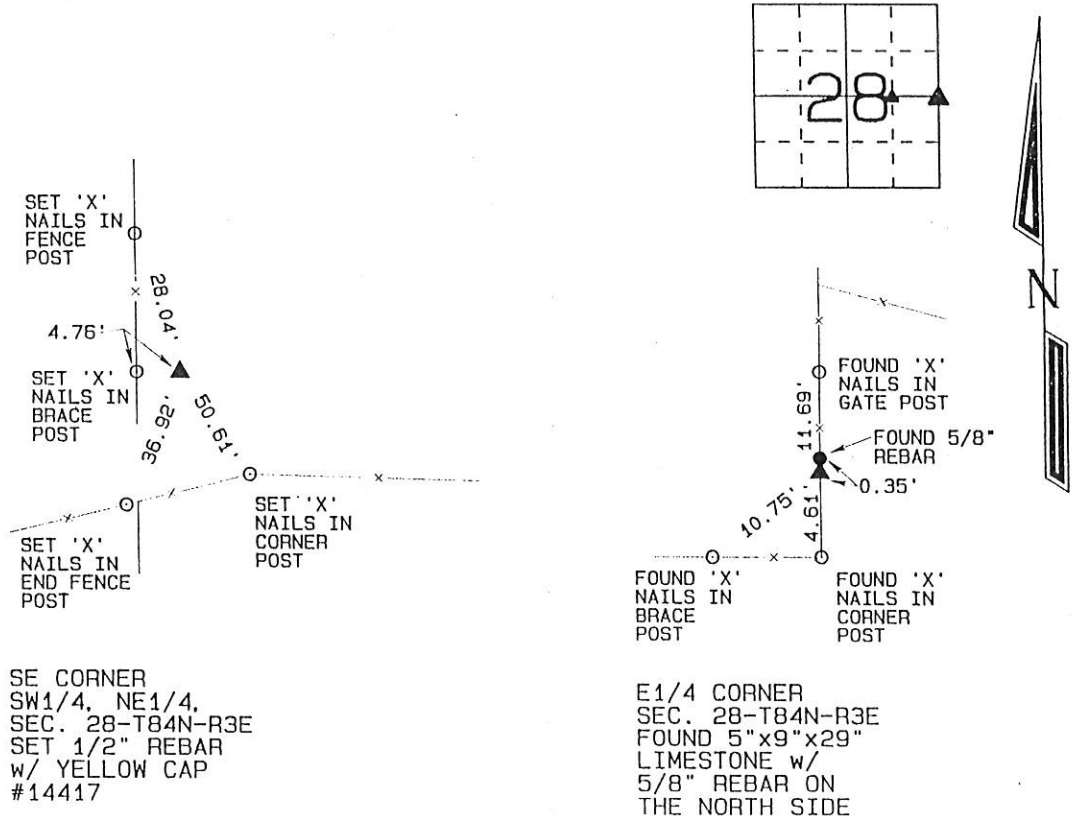 28
N
SET 'X'
NAILS IN
FENCE
POST
28.04'
4.76'
SET 'X'
NAILS IN
BRACE
POST
36.92'
50.61'
SET 'X'
NAILS IN
CORNER
POST
SET 'X'
NAILS IN
END FENCE
POST
SE CORNER
SW1/4, NE1/4,
SEC. 28-T84N-R3E
SET 1/2" REBAR
w/ YELLOW CAP
#14417
FOUND 'X'
NAILS IN
GATE POST
11.69'
FOUND 5/8"
REBAR
0.35'
10.75'
4.61'
FOUND 'X'
NAILS IN
BRACE
POST
FOUND 'X'
NAILS IN
CORNER
POST
E1/4 CORNER
SEC. 28-T84N-R3E
FOUND 5"x9"x29"
LIMESTONE w/
5/8" REBAR ON
THE NORTH SIDE